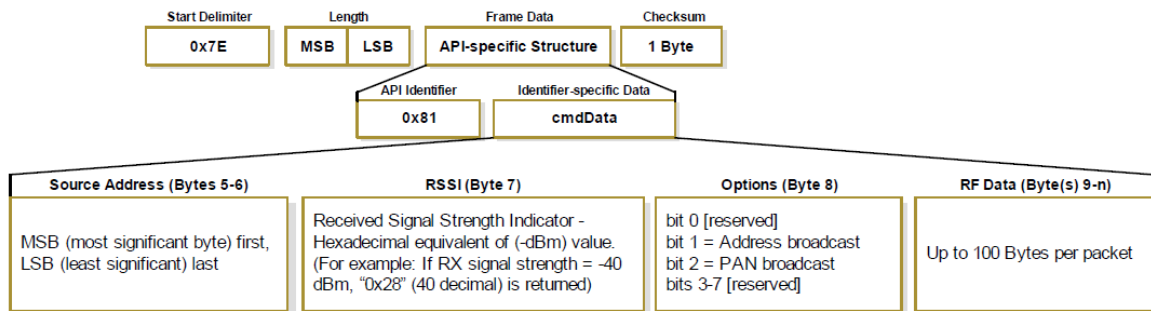 Start Delimiter
Length
Frame Data
Checksum
0x7E
MSB
LSB
API-specific Structure
1 Byte
API Identifier
Identifier-specific Data
0x81
cmdData
Source Address (Bytes 5-6)
MSB (most significant byte) first,
LSB (least significant) last
RSSI (Byte 7)
Received Signal Strength Indicator -
Hexadecimal equivalent of (-dBm) value.
(For example: If RX signal strength = -40
dBm, “0x28” (40 decimal) is returned)
Options (Byte 8)
bit 0 [reserved]
bit 1 = Address broadcast
bit 2 = PAN broadcast
bits 3-7 [reserved]
RF Data (Byte(s) 9-n)
Up to 100 Bytes per packet